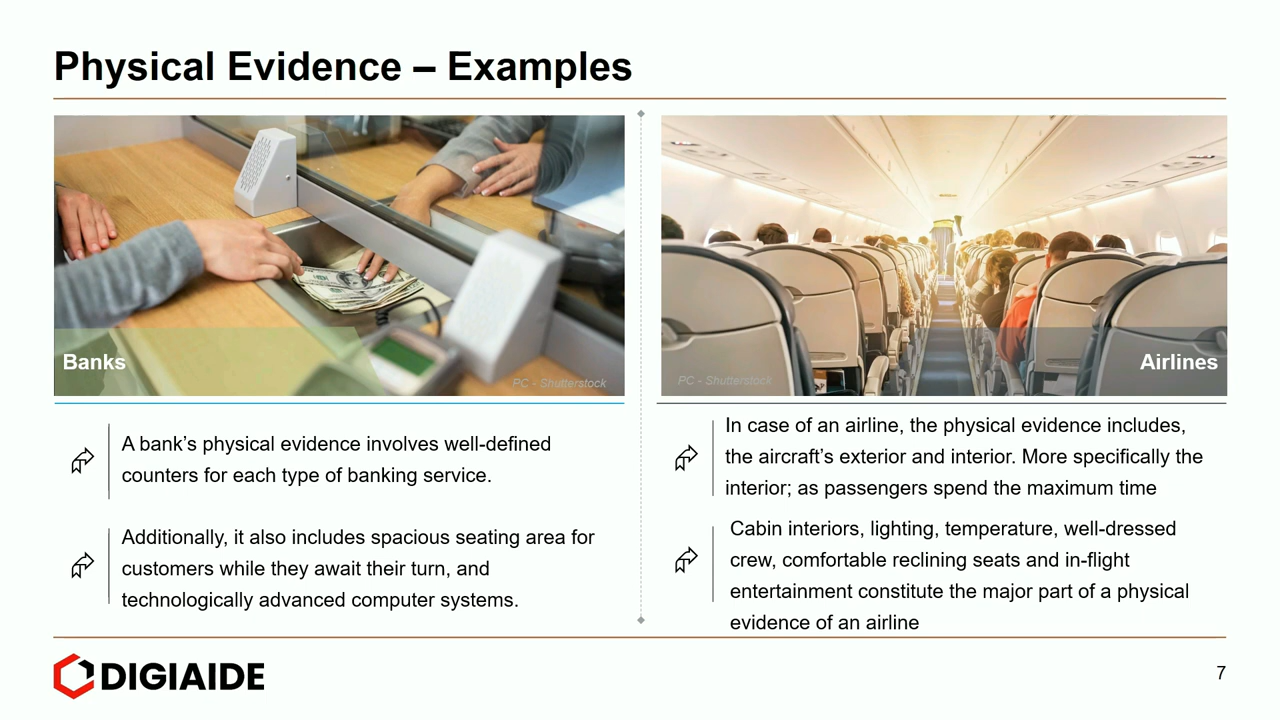 Physical Evidence – Examples
Banks
PC - Shutterstock
A bank’s physical evidence involves well-defined
counters for each type of banking service.
Additionally, it also includes spacious seating area for
customers while they await their turn, and
technologically advanced computer systems.
Airlines
PC - Shutterstock
In case of an airline, the physical evidence includes,
the aircraft’s exterior and interior. More specifically the
interior; as passengers spend the maximum time
Cabin interiors, lighting, temperature, well-dressed
crew, comfortable reclining seats and in-flight
entertainment constitute the major part of a physical
evidence of an airline
DIGIAIDE
7